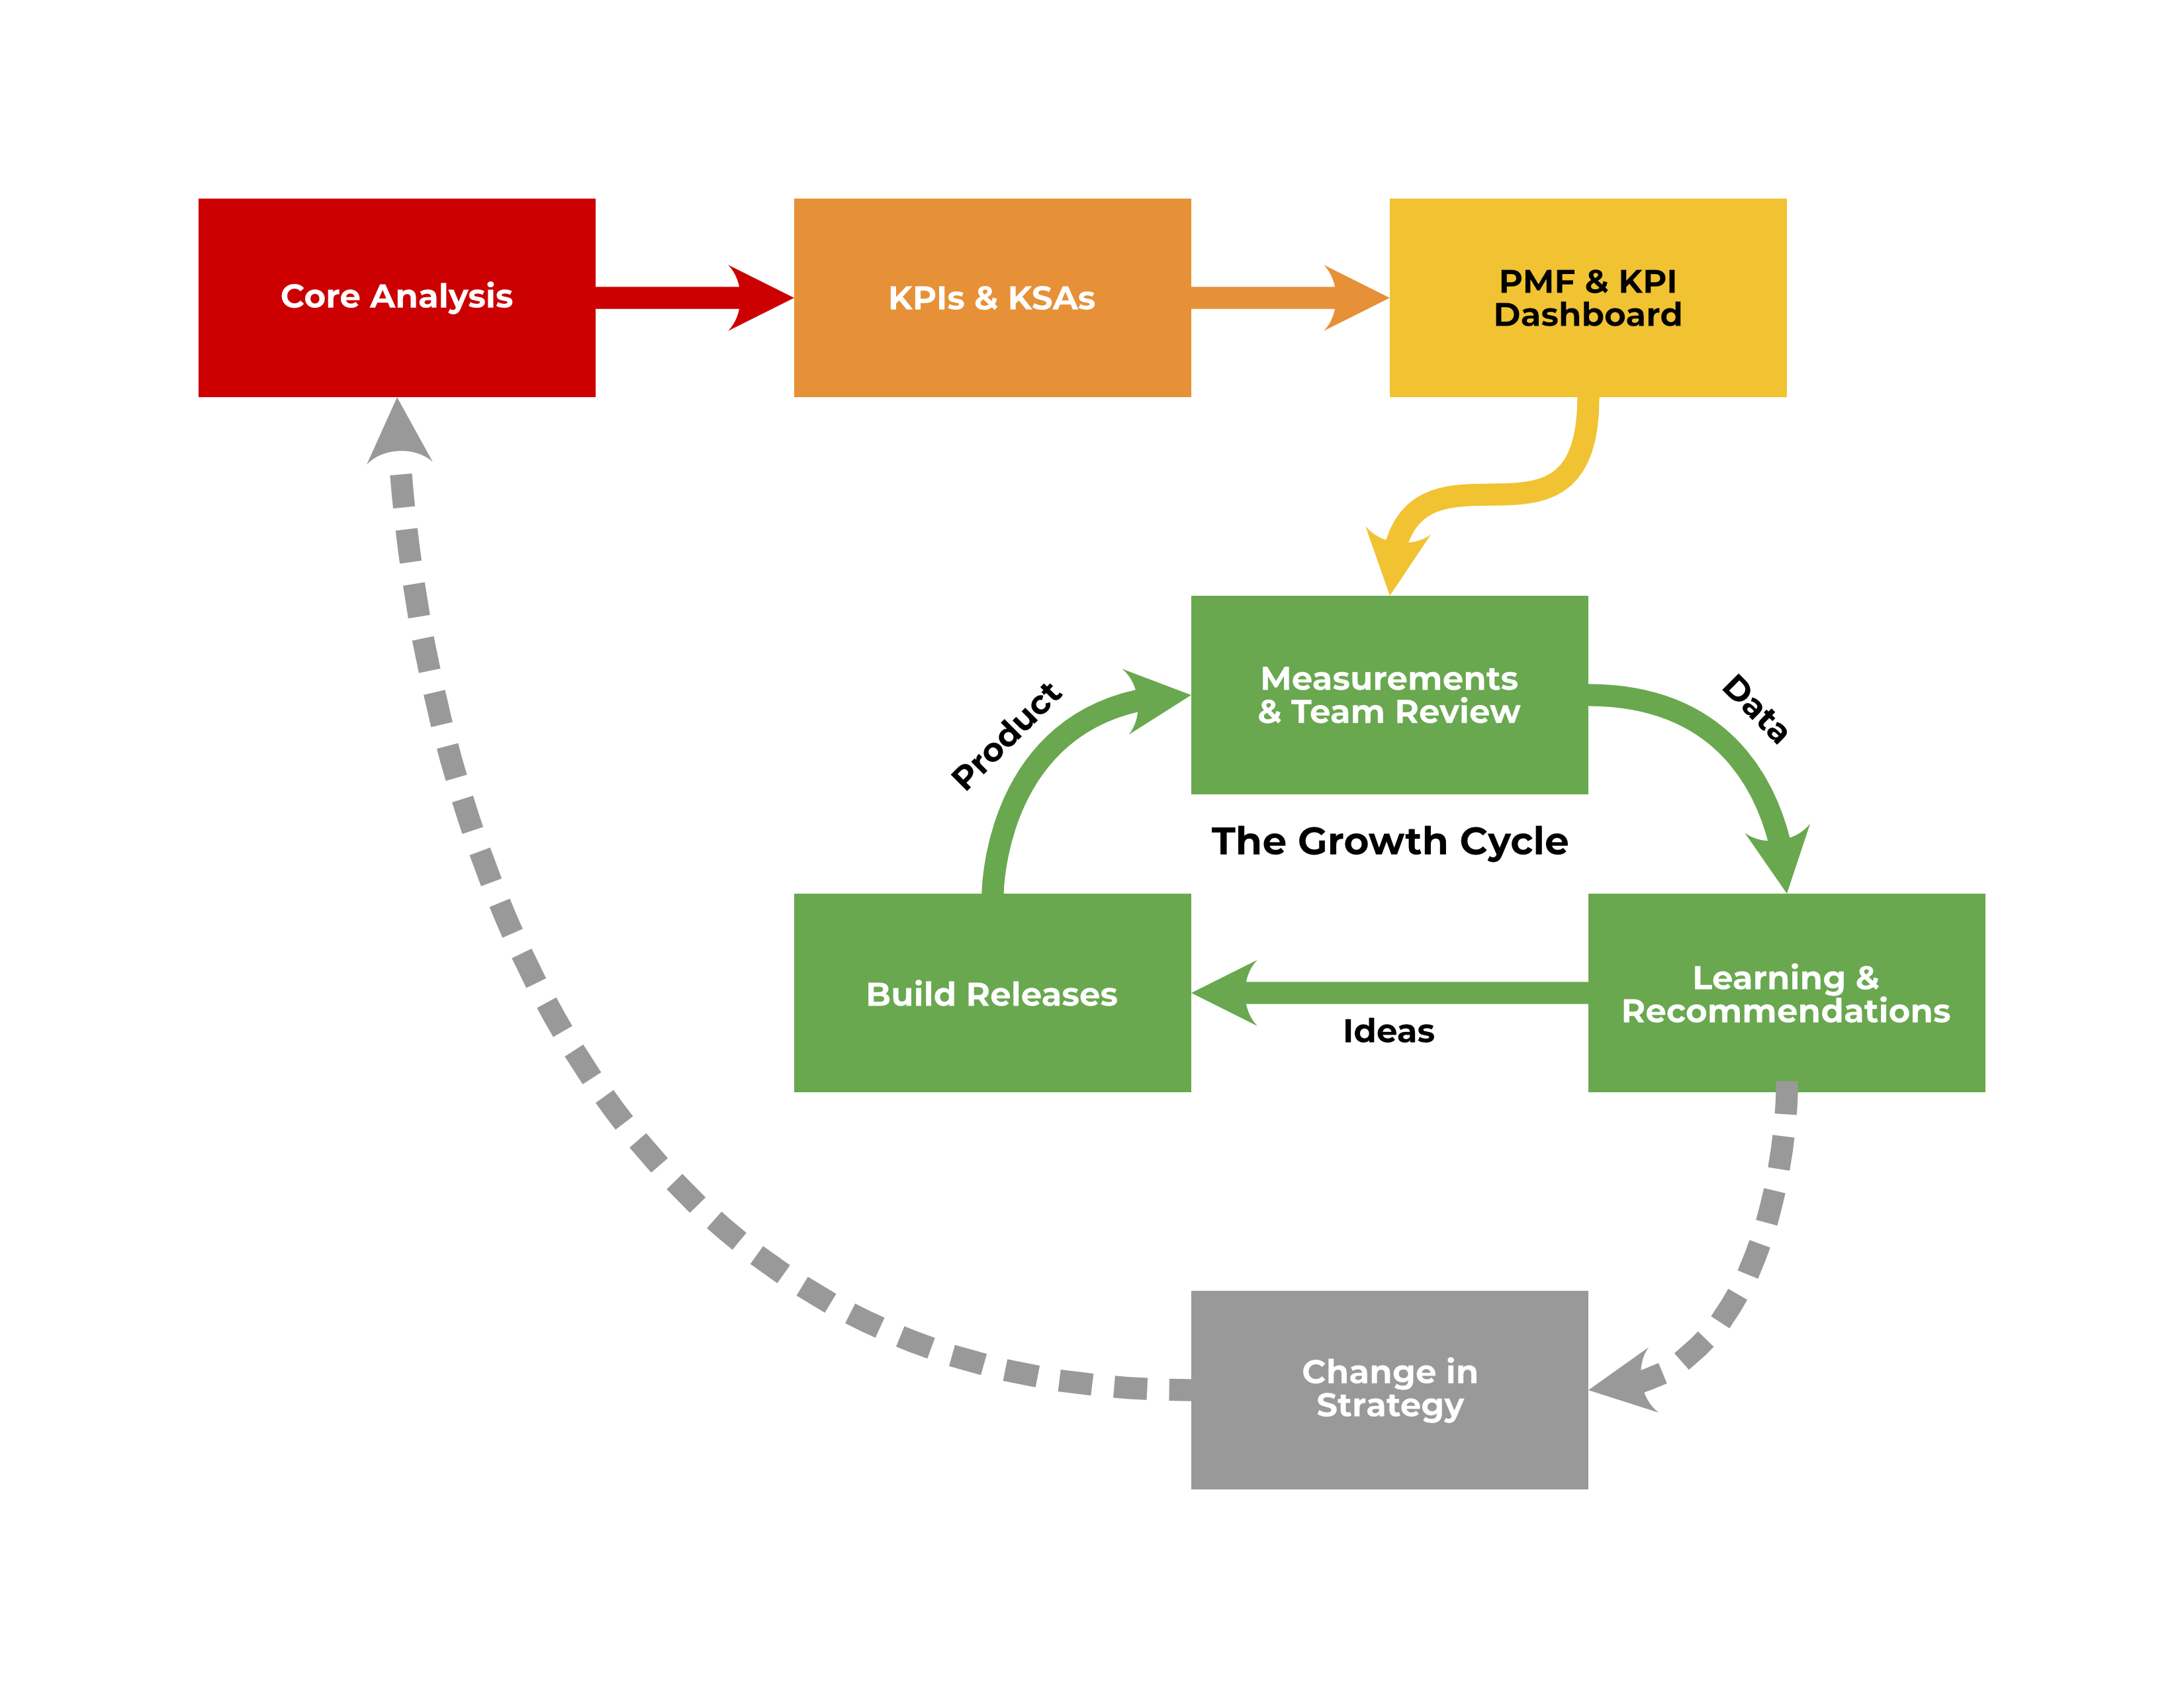 Core Analysis
KPIs & KSAs
PMF & KPI
Dashboard
Measurements
& Team Review
Product
Data
The Growth Cycle
Build Releases
Learning &
Recommendations
Ideas
Change in
Strategy